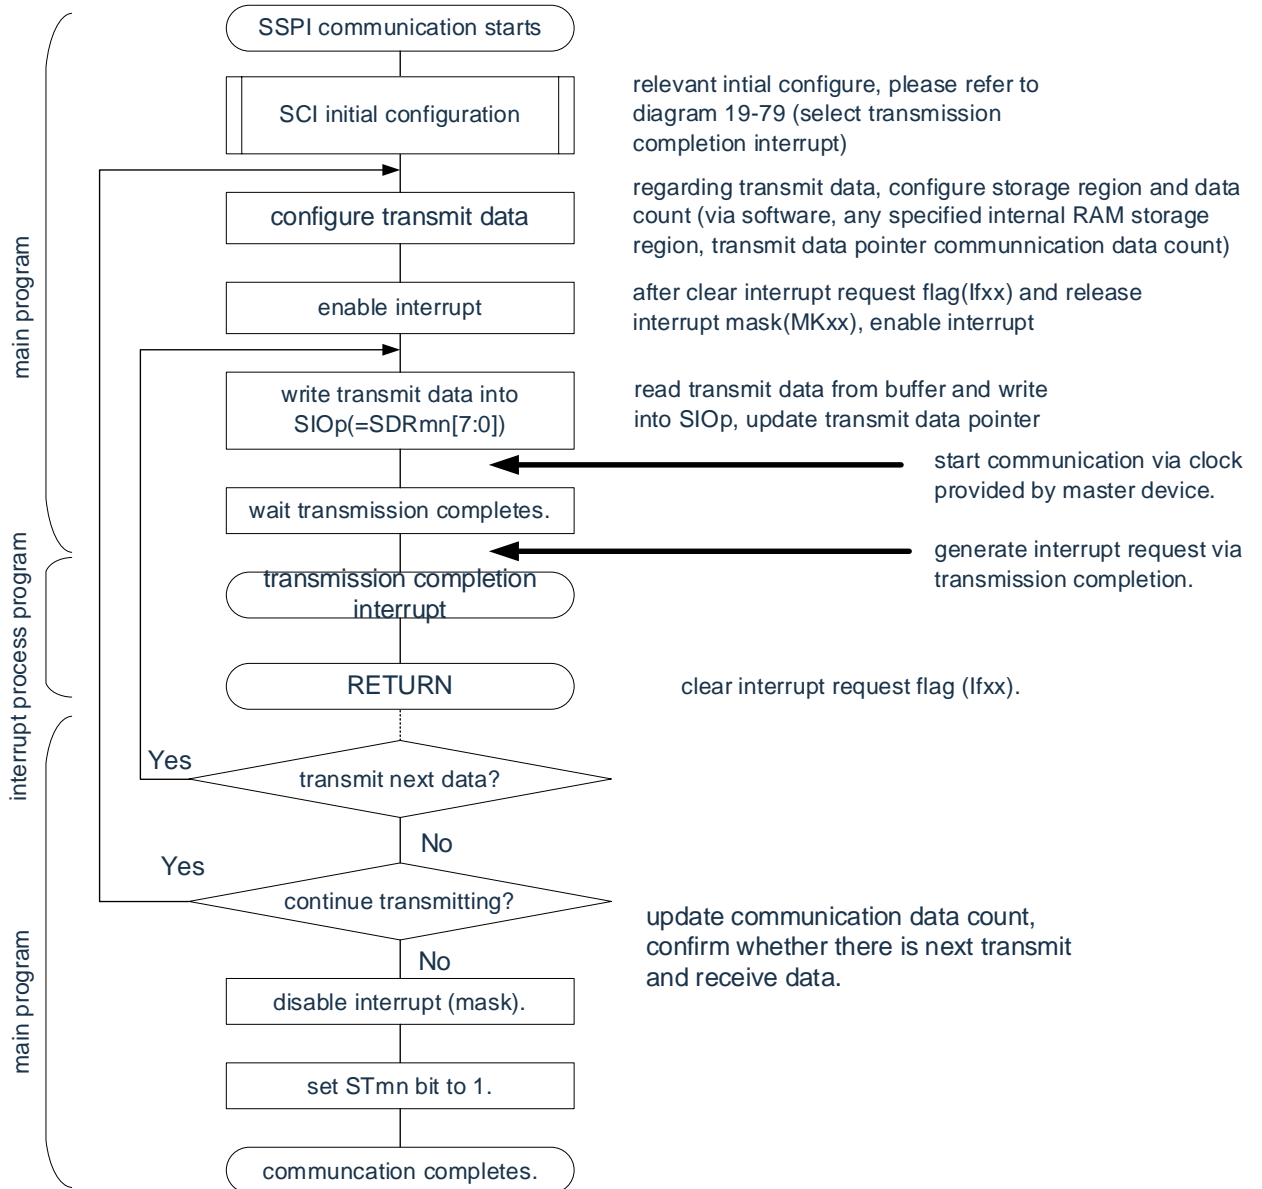 SSPI communication starts
SCI initial configuration
relevant intial configure, please refer to
diagram 19-79 (select transmission
completion interrupt)
configure transmit data
regarding transmit data, configure storage region and data
count (via software, any specified internal RAM storage
region, transmit data pointer communnication data count)
main program
enable interrupt
after clear interrupt request flag(Ifxx) and release
interrupt mask(MKxx), enable interrupt
write transmit data into
SIOp(=SDRmn[7:0])
read transmit data from buffer and write
into SIOp, update transmit data pointer
start communication via clock
provided by master device.
wait transmission completes.
generate interrupt request via
transmission completion.
transmission completion
interrupt
interrupt process program
RETURN
clear interrupt request flag (Ifxx).
Yes
transmit next data?
No
Yes
continue transmitting?
update communication data count,
confirm whether there is next transmit
and receive data.
No
main program
disable interrupt (mask).
set STmn bit to 1.
communcation completes.